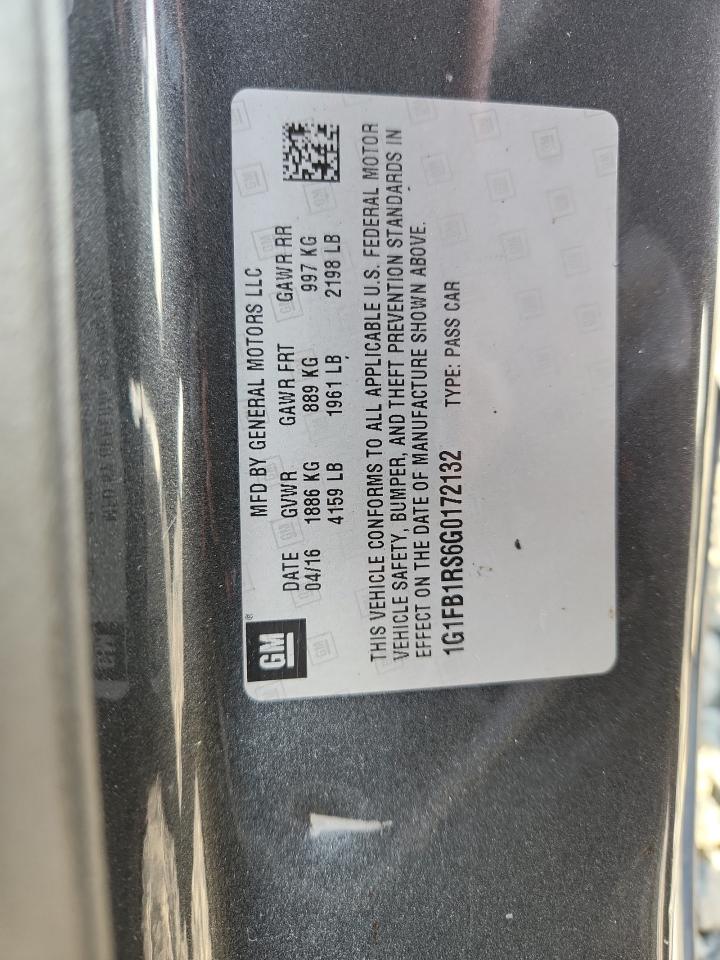 GM®
MFD BY GENERAL MOTORS LLC
DATE GVWR GAWR FRT GAWR RR
04/16 1886 KG 889 KG 997 KG
4159 LB 1961 LB 2198 LB
THIS VEHICLE CONFORMS TO ALL APPLICABLE U.S. FEDERAL MOTOR
VEHICLE SAFETY, BUMPER, AND THEFT PREVENTION STANDARDS IN
EFFECT ON THE DATE OF MANUFACTURE SHOWN ABOVE.
1G1FB1RS6G0172132 TYPE: PASS CAR